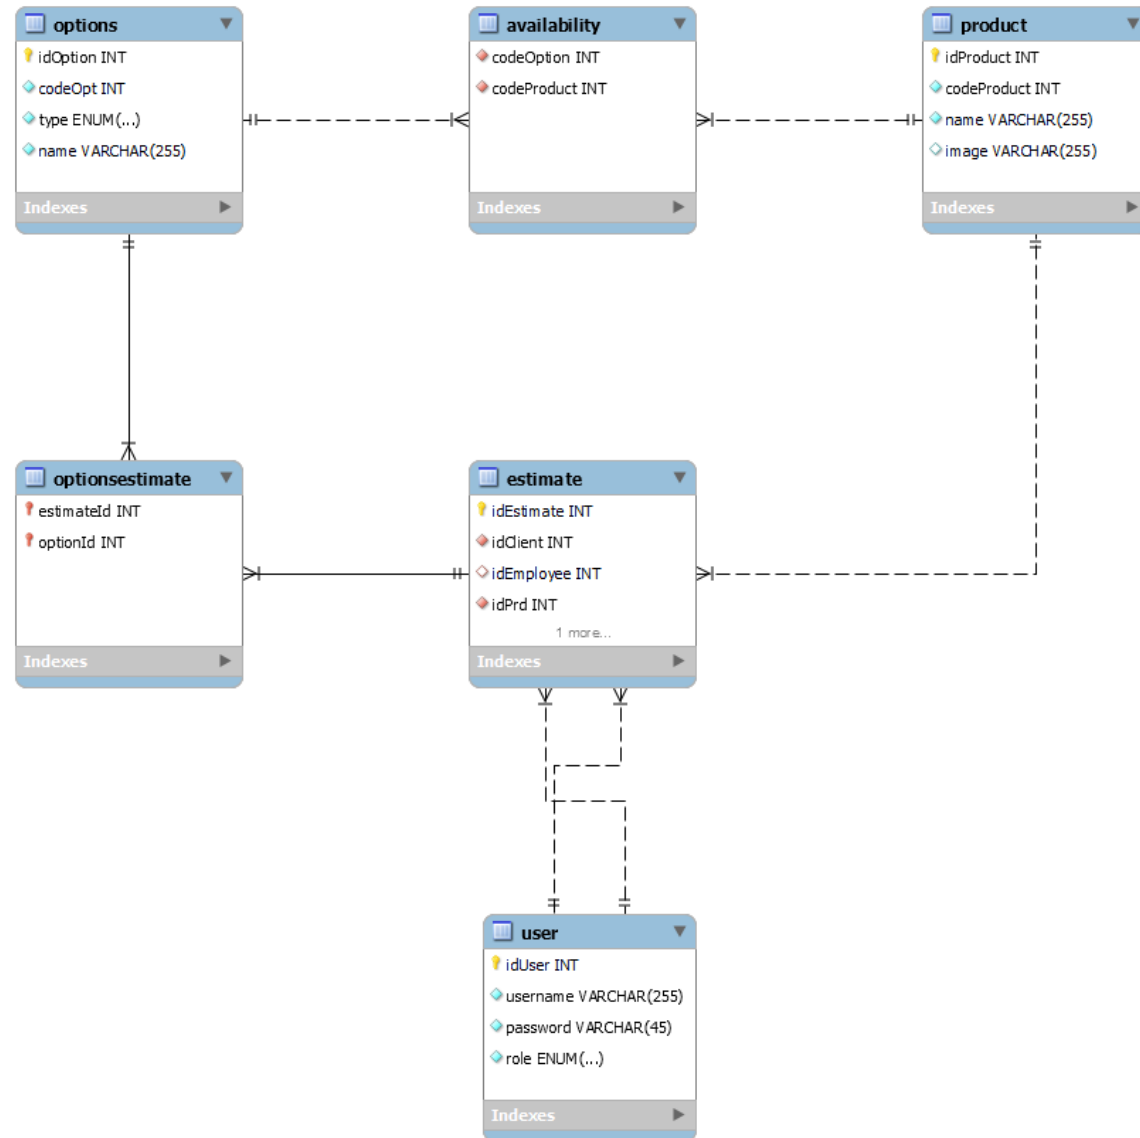 options
idOption INT
codeOpt INT
type ENUM(...)
name VARCHAR(255)
Indexes
availability
codeOption INT
codeProduct INT
Indexes
product
idProduct INT
codeProduct INT
name VARCHAR(255)
image VARCHAR(255)
Indexes
optionsestimate
estimateId INT
optionId INT
Indexes
estimate
idEstimate INT
idClient INT
idEmployee INT
idPrd INT
1 more...
Indexes
user
idUser INT
username VARCHAR(255)
password VARCHAR(45)
role ENUM(...)
Indexes